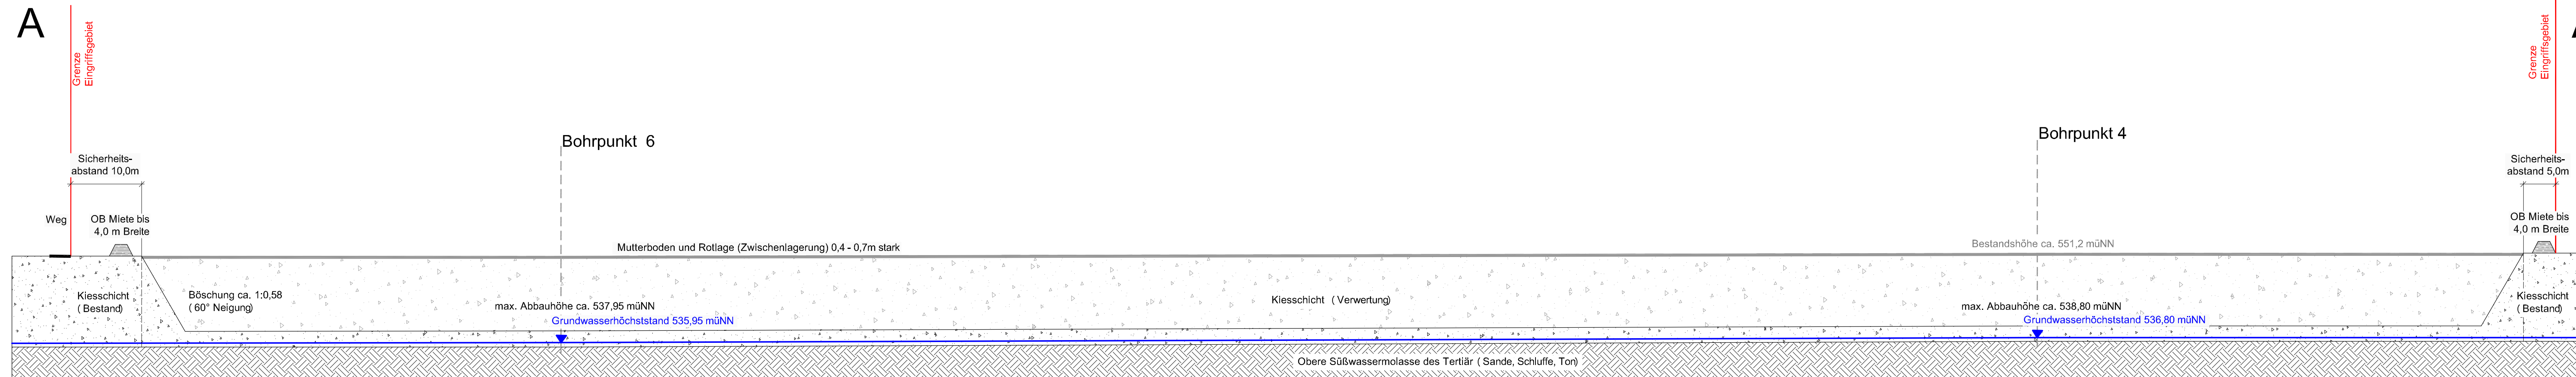 A
Grenze
Eingriffsgebiet
Grenze
Eingriffsgebiet
Bohrpunkt 6
Bohrpunkt 4
Sicherheits-
abstand 10,0m
Sicherheits-
abstand 5,0m
Weg
OB Miete bis
4,0 m Breite
OB Miete bis
4,0 m Breite
Mutterboden und Rotlage (Zwischenlagerung) 0,4 - 0,7m stark
Bestandshöhe ca. 551,2 müNN
Kiesschicht
( Bestand)
Böschung ca. 1:0,58
( 60° Neigung)
max. Abbauhöhe ca. 537,95 müNN
Grundwasserhöchststand 535,95 müNN
Kiesschicht ( Verwertung)
max. Abbauhöhe ca. 538,80 müNN
Grundwasserhöchststand 536,80 müNN
Kiesschicht
( Bestand)
Obere Süßwassermolasse des Tertiär ( Sande, Schluffe, Ton)